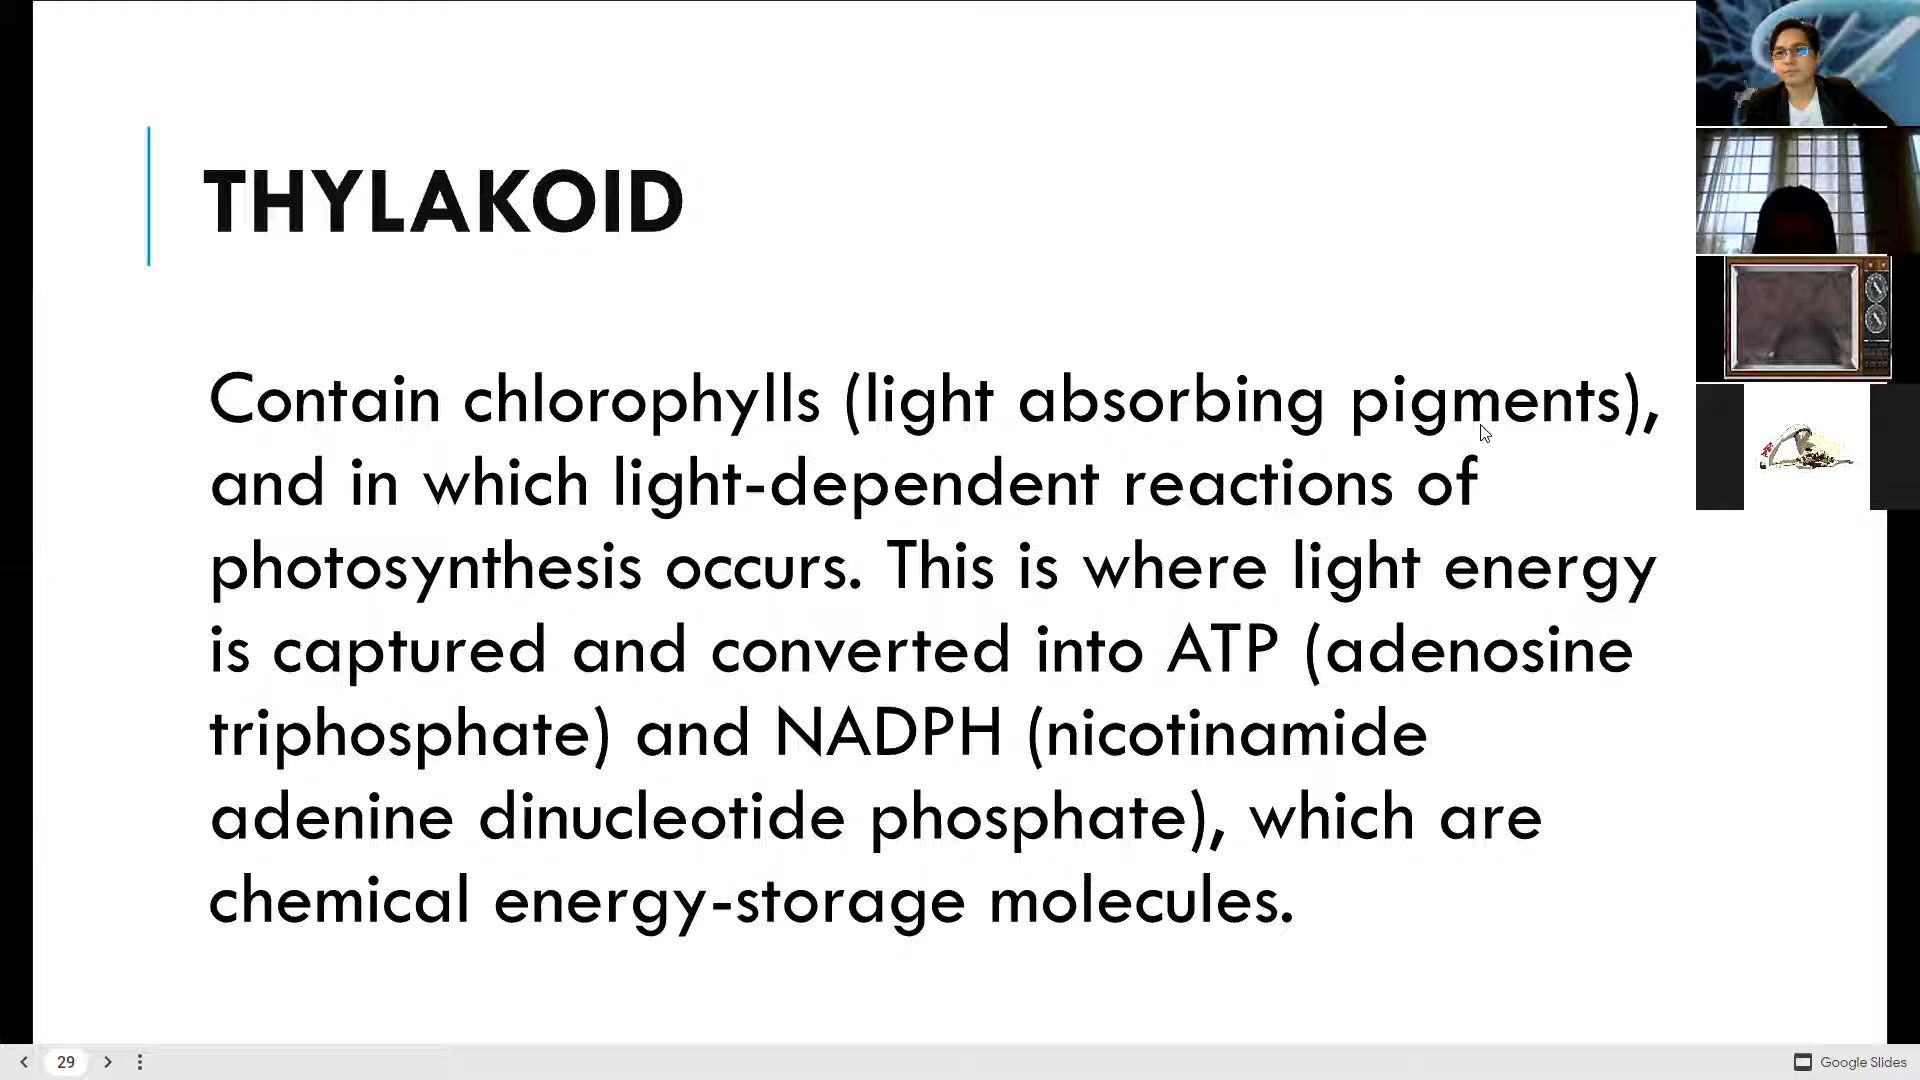 THYLAKOID
Contain chlorophylls (light absorbing pigments),
and in which light-dependent reactions of
photosynthesis occurs. This is where light energy
is captured and converted into ATP (adenosine
triphosphate) and NADPH (nicotinamide
adenine dinucleotide phosphate), which are
chemical energy-storage molecules.
29
Google Slides